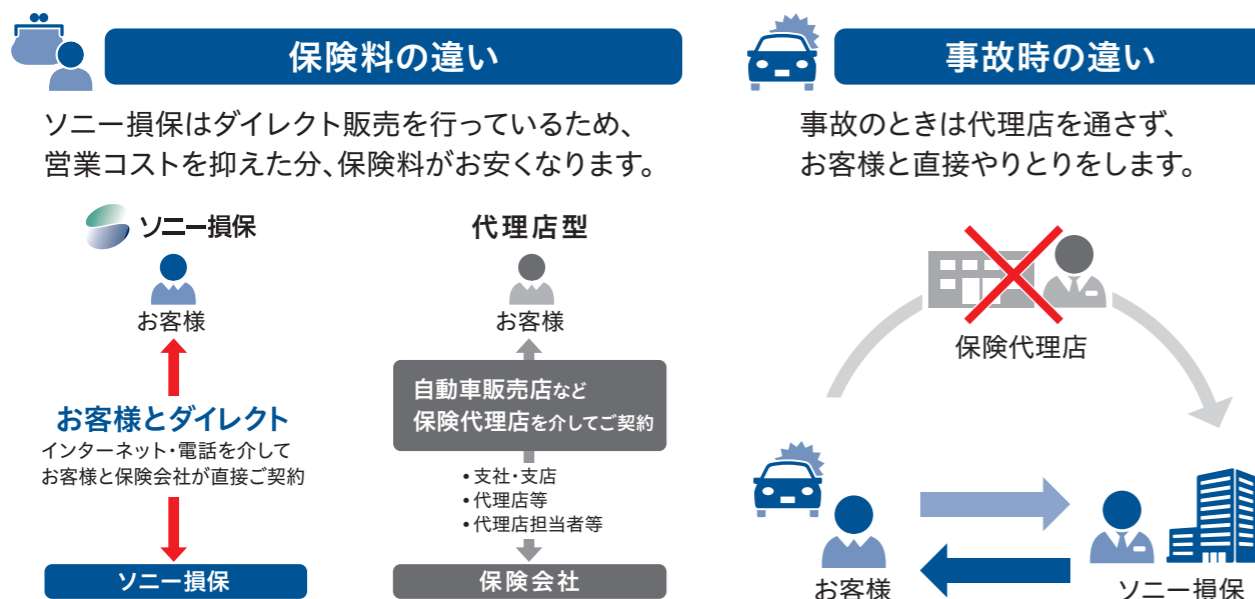 保険料の違い
ソニー損保はダイレクト販売を行っているため、
営業コストを抑えた分、保険料がお安くなります。
ソニー損保
お客様
お客様とダイレクト
インターネット・電話を介して
お客様と保険会社が直接ご契約
ソニー損保
代理店型
お客様
自動車販売店など
保険代理店を介してご契約
•支社・支店
•代理店等
•代理店担当者等
保険会社
事故時の違い
事故のときは代理店を通さず、
お客様と直接やりとりをします。
保険代理店
お客様
ソニー損保